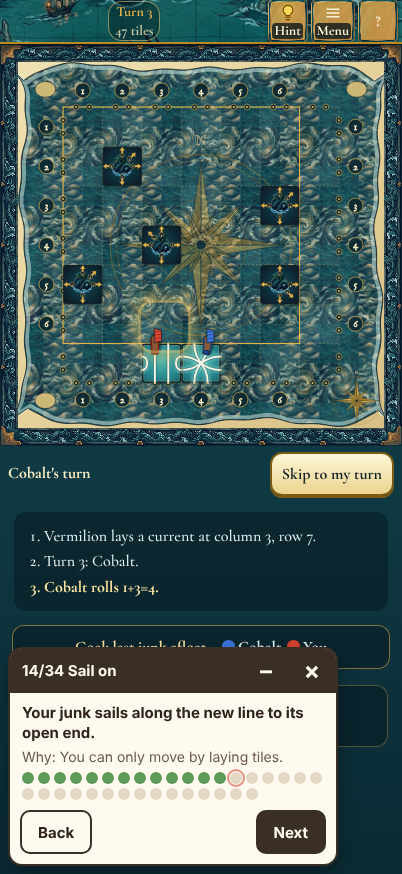 Turn 3
47 tiles
Hint
Menu
?
1 2 3 4 5 6
N
1 1
2 2
3 3
4 4
5 5
6 6
1 2 3 4 5 6
Cobalt's turn
Skip to my turn
1. Vermilion lays a current at column 3, row 7.
2. Turn 3: Cobalt.
3. Cobalt rolls 1+3=4.
14/34 Sail on
Your junk sails along the new line to its
open end.
Why: You can only move by laying tiles.
Back
Next